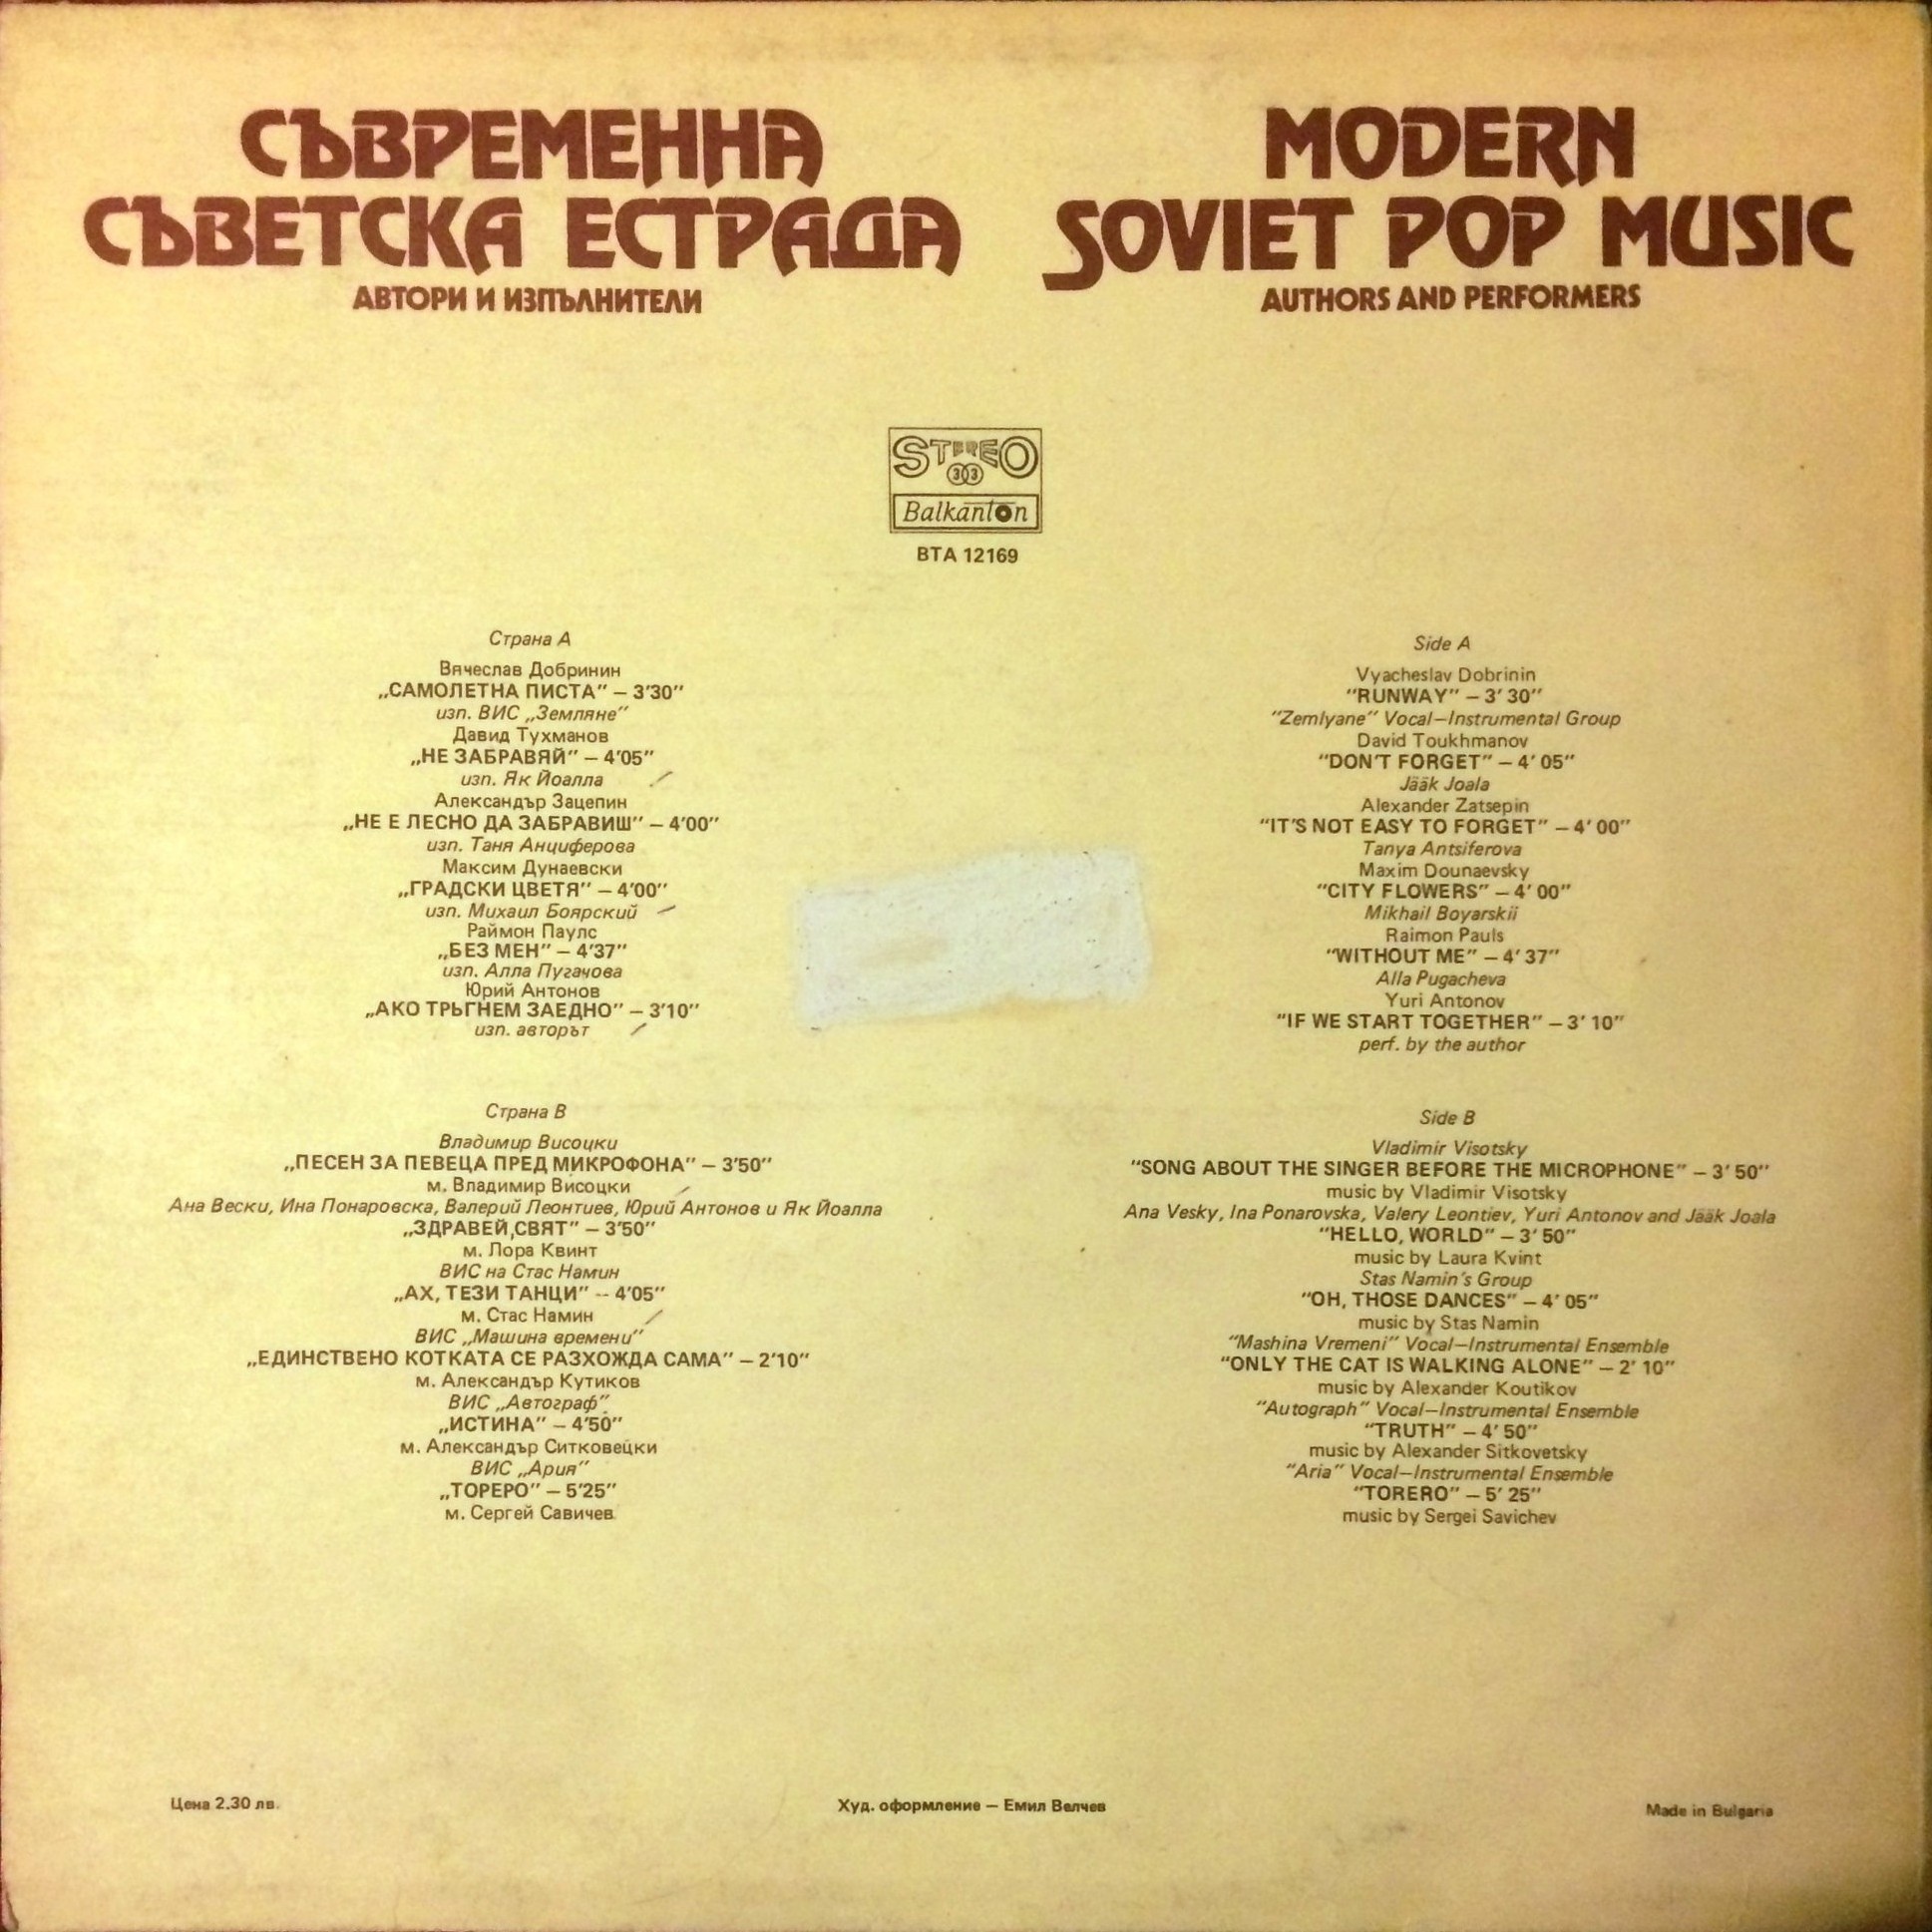 СЪВРЕМЕННА
СЪВЕТСКА ЕСТРАДА
АВТОРИ И ИЗПЪЛНИТЕЛИ
MODERN
SOVIET POP MUSIC
AUTHORS AND PERFORMERS
STEREO
33
Balkanton
ВТА 12169
Страна А
Вячеслав Добринин
„САМОЛЕТНА ПИСТА” – 3’30”
изп. ВИС „Земляне”
Давид Тухманов
„НЕ ЗАБРАВЯЙ” – 4’05”
изп. Як Йоалла
Александър Зацепин
„НЕ Е ЛЕСНО ДА ЗАБРАВИШ” – 4’00”
изп. Таня Анциферова
Максим Дунаевски
„ГРАДСКИ ЦВЕТЯ” – 4’00”
изп. Михаил Боярский
Раймон Паулс
„БЕЗ МЕН” – 4’37”
изп. Алла Пугачова
Юрий Антонов
„АКО ТРЪГНЕМ ЗАЕДНО” – 3’10”
изп. авторът
Страна В
Владимир Висоцки
„ПЕСЕН ЗА ПЕВЕЦА ПРЕД МИКРОФОНА” – 3’50”
м. Владимир Висоцки
Ана Вески, Ина Понаровска, Валерий Леонтиев, Юрий Антонов и Як Йоалла
„ЗДРАВЕЙ,СВЯТ” – 3’50”
м. Лора Квинт
ВИС на Стас Намин
„АХ, ТЕЗИ ТАНЦИ” -- 4’05”
м. Стас Намин
ВИС „Машина времени”
„ЕДИНСТВЕНО КОТКАТА СЕ РАЗХОЖДА САМА” – 2’10”
м. Александър Кутиков
ВИС „Автограф”
„ИСТИНА” – 4’50”
м. Александър Ситковецки
ВИС „Ария”
„ТОРЕРО” – 5’25”
м. Сергей Савичев
Side A
Vyacheslav Dobrinin
“RUNWAY” – 3’ 30”
“Zemlyane” Vocal–Instrumental Group
David Toukhmanov
“DON’T FORGET” – 4’ 05”
Jääk Joala
Alexander Zatsepin
“IT’S NOT EASY TO FORGET” – 4’ 00”
Tanya Antsiferova
Maxim Dounaevsky
“CITY FLOWERS” – 4’ 00”
Mikhail Boyarskii
Raimon Pauls
“WITHOUT ME” – 4’ 37”
Alla Pugacheva
Yuri Antonov
“IF WE START TOGETHER” – 3’ 10”
perf. by the author
Side B
Vladimir Visotsky
“SONG ABOUT THE SINGER BEFORE THE MICROPHONE” – 3’ 50”
music by Vladimir Visotsky
Ana Vesky, Ina Ponarovska, Valery Leontiev, Yuri Antonov and Jääk Joala
“HELLO, WORLD” – 3’ 50”
music by Laura Kvint
Stas Namin’s Group
“OH, THOSE DANCES” – 4’ 05”
music by Stas Namin
“Mashina Vremeni” Vocal–Instrumental Ensemble
“ONLY THE CAT IS WALKING ALONE” – 2’ 10”
music by Alexander Koutikov
“Autograph” Vocal–Instrumental Ensemble
“TRUTH” – 4’ 50”
music by Alexander Sitkovetsky
“Aria” Vocal–Instrumental Ensemble
“TORERO” – 5’ 25”
music by Sergei Savichev
Цена 2.30 лв.
Худ. оформление – Емил Велчев
Made in Bulgaria